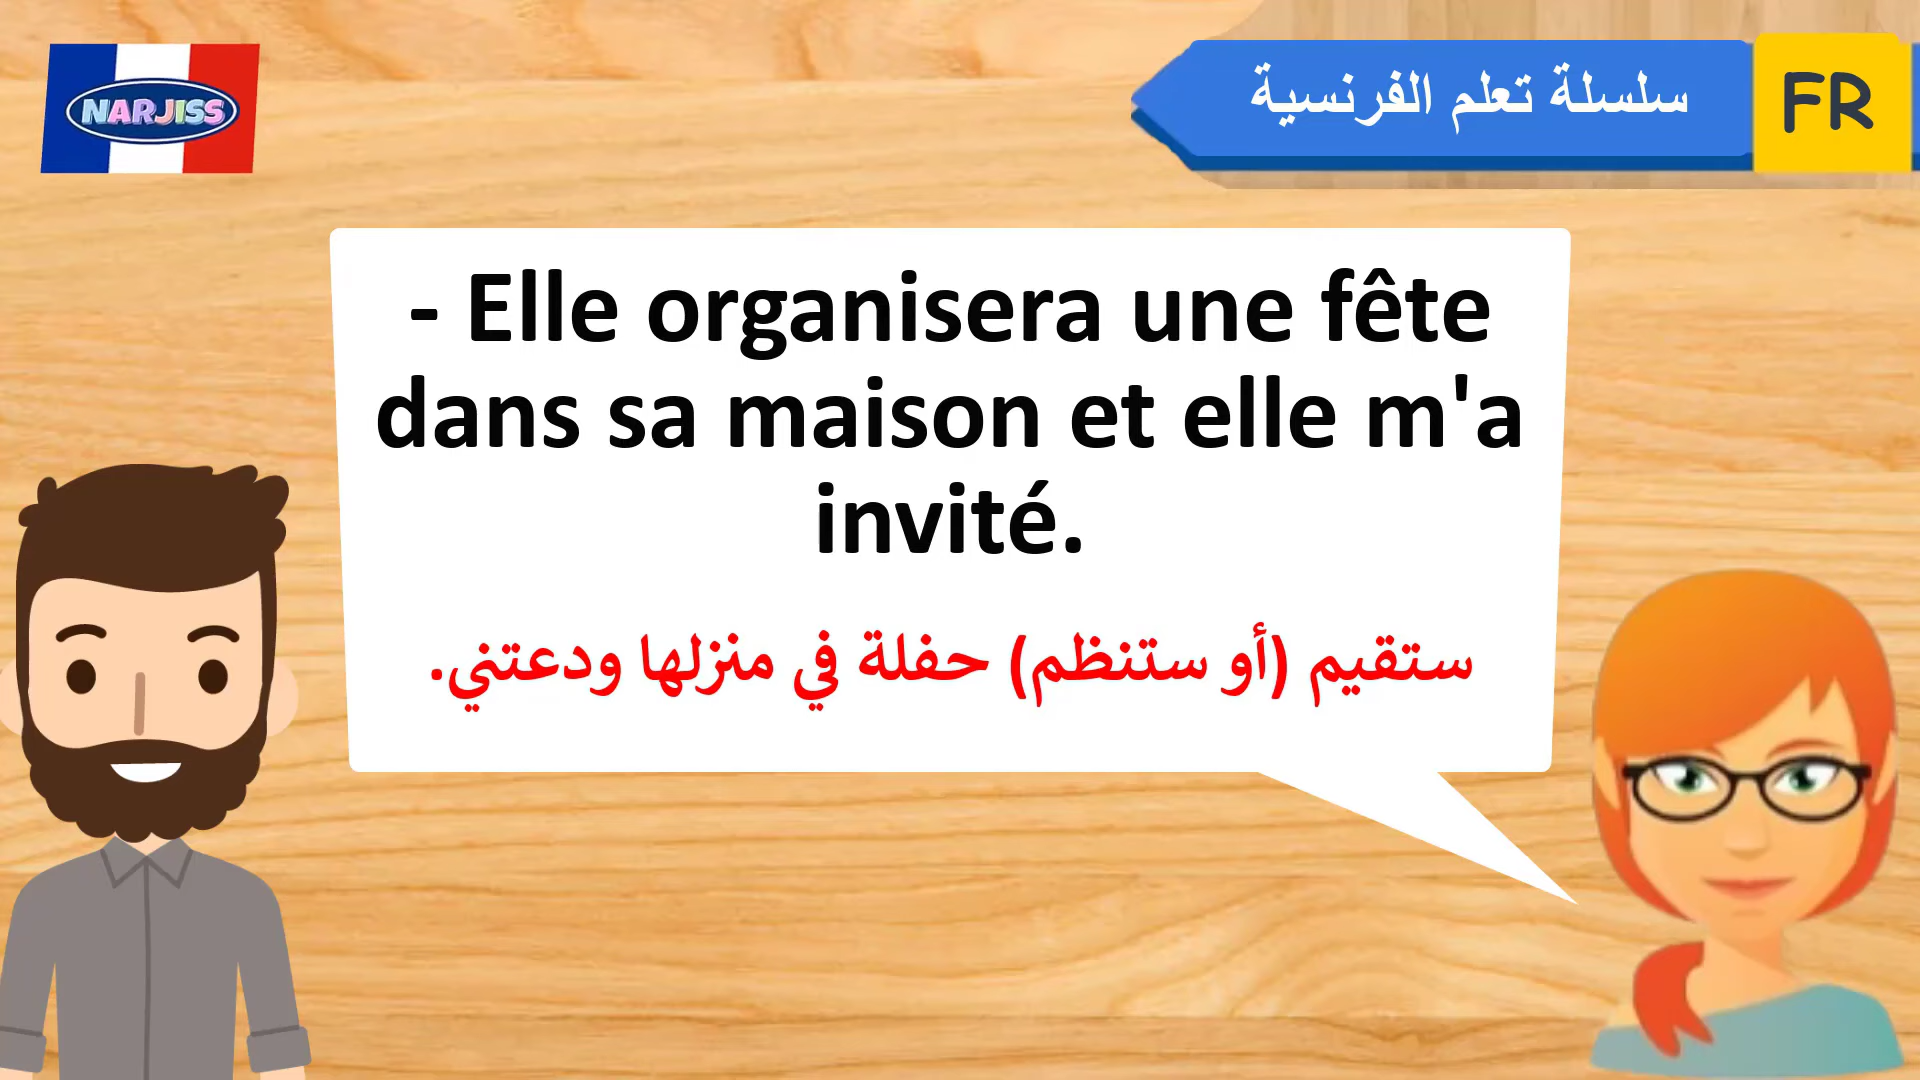 NARJISS
سلسلة تعلم الفرنسية
FR
- Elle organisera une fête
dans sa maison et elle m'a
invité.
ستقيم (أو ستنظم) حفلة في منزلها ودعتني.